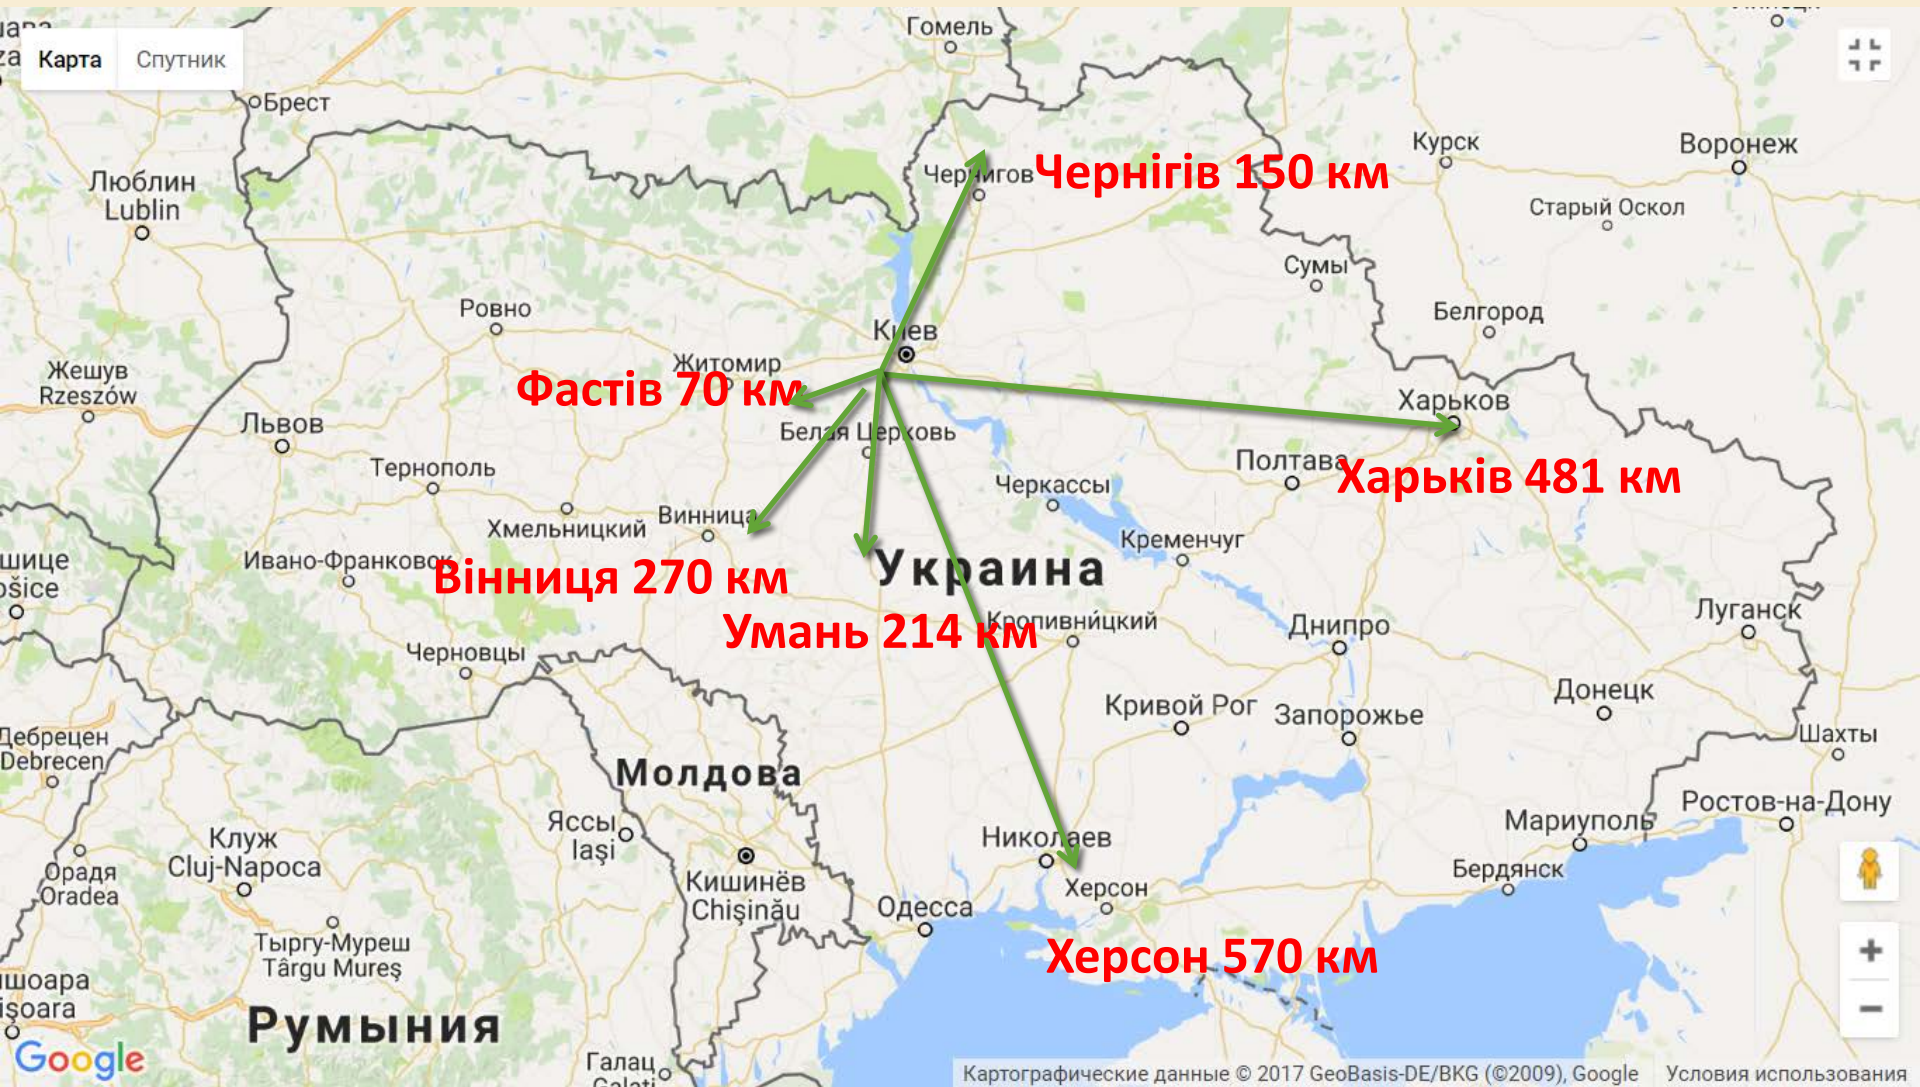 Гомель
Карта Спутник
Брест
Курск
Воронеж
Люблин
Lublin
Чернигов
Чернігів 150 км
Старый Оскол
Сумы
Ровно
Белгород
Киев
Житомир
Жешув
Rzeszów
Фастів 70 км
Харьков
Львов
Белая Церковь
Тернополь
Полтава
Харьків 481 км
Черкассы
Хмельницкий
Винница
Кременчуг
Ивано-Франковск
Украина
Вінниця 270 км
Луганск
Кропивни́цкий
Умань 214 км
Днипро
Черновцы
Донецк
Кривой Рог
Запорожье
Дебрецен
Debrecen
Шахты
Молдова
Ростов-на-Дону
Яссы
Iași
Мариуполь
Николаев
Клуж
Cluj-Napoca
Орадя
Oradea
Бердянск
Кишинёв
Chișinău
Херсон
Одесса
Тыргу-Муреш
Târgu Mureș
Херсон 570 км
Румыния
Google
Галац
Картографические данные © 2017 GeoBasis-DE/BKG (©2009), Google
Условия использования